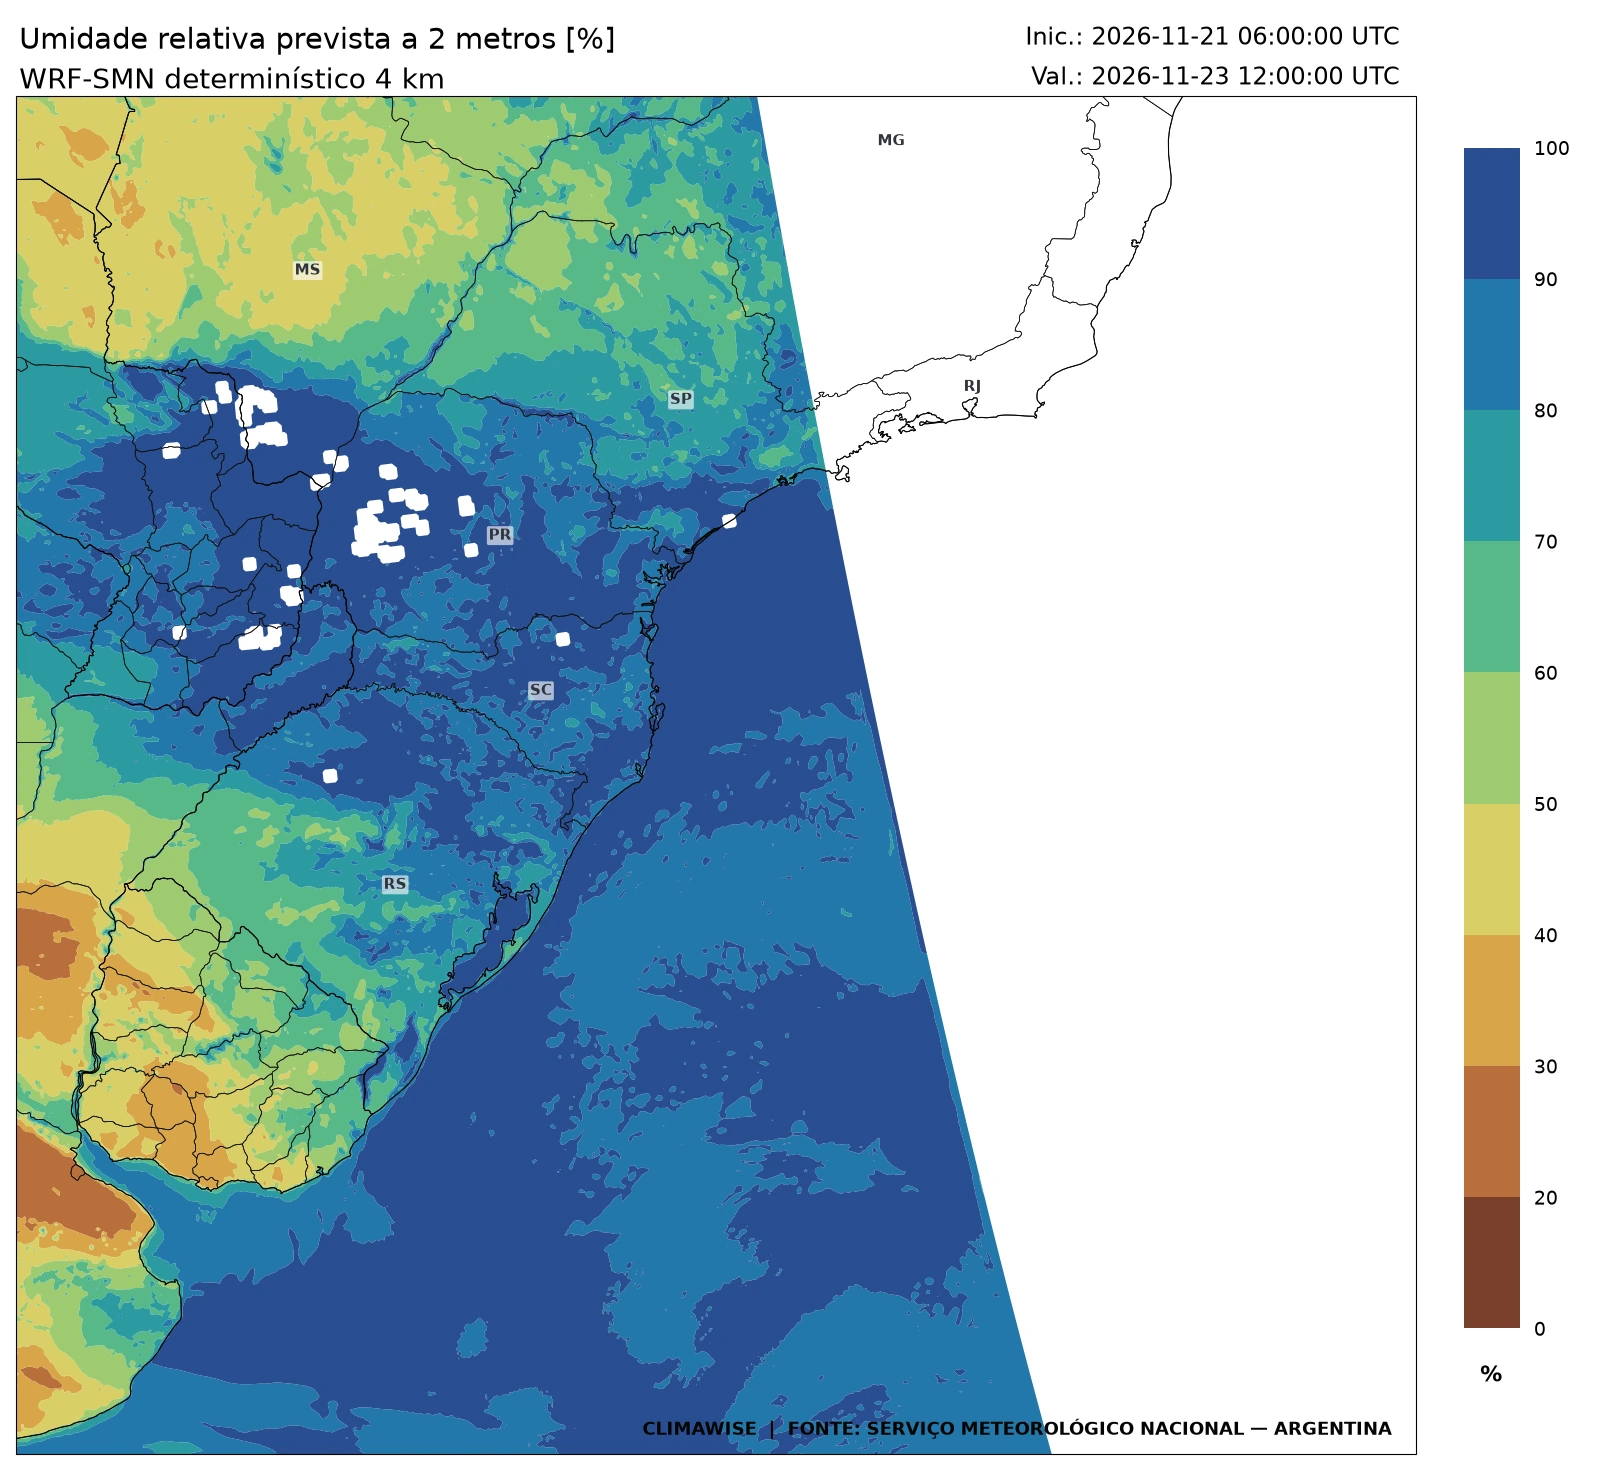 Umidade relativa prevista a 2 metros [%]
WRF-SMN determinístico 4 km
Inic.: 2026-11-21 06:00:00 UTC
Val.: 2026-11-23 12:00:00 UTC
MG
MS
RJ
SP
PR
SC
RS
100
90
80
70
60
50
40
30
20
0
%
CLIMAWISE | FONTE: SERVIÇO METEOROLÓGICO NACIONAL — ARGENTINA